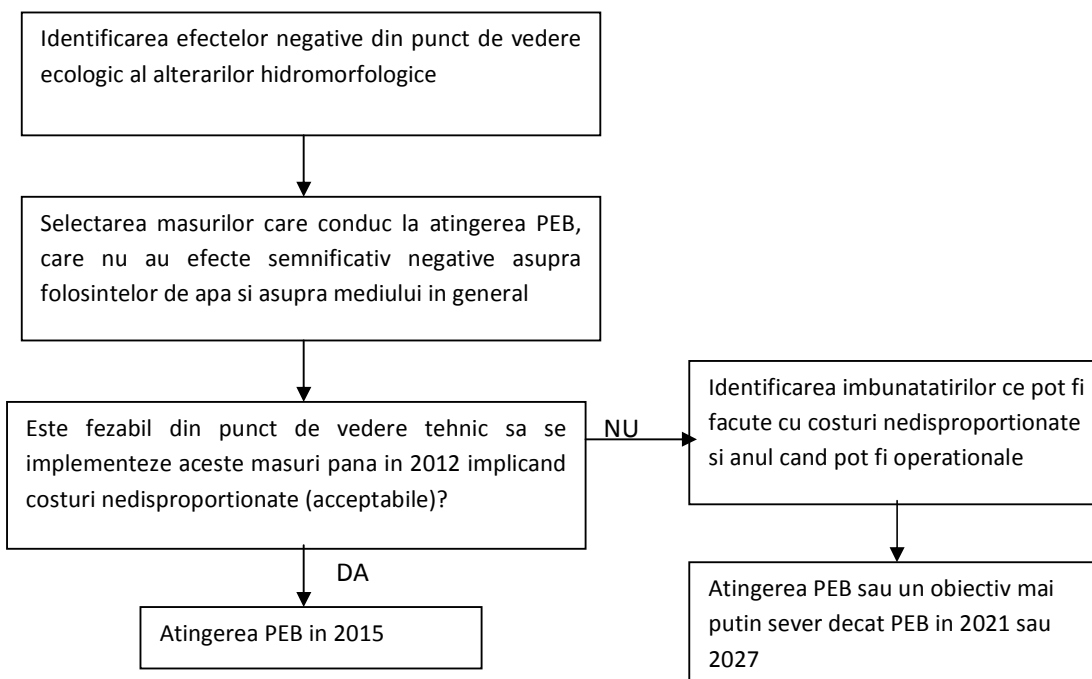 Identificarea efectelor negative din punct de vedere
ecologic al alterarilor hidromorfologice
Selectarea masurilor care conduc la atingerea PEB,
care nu au efecte semnificativ negative asupra
folosintelor de apa si asupra mediului in general
Este fezabil din punct de vedere tehnic sa se
implementeze aceste masuri pana in 2012 implicand
costuri nedisproportionate (acceptabile)?
NU
Identificarea imbunatatirilor ce pot fi
facute cu costuri nedisproportionate
si anul cand pot fi operationale
DA
Atingerea PEB in 2015
Atingerea PEB sau un obiectiv mai
putin sever decat PEB in 2021 sau
2027